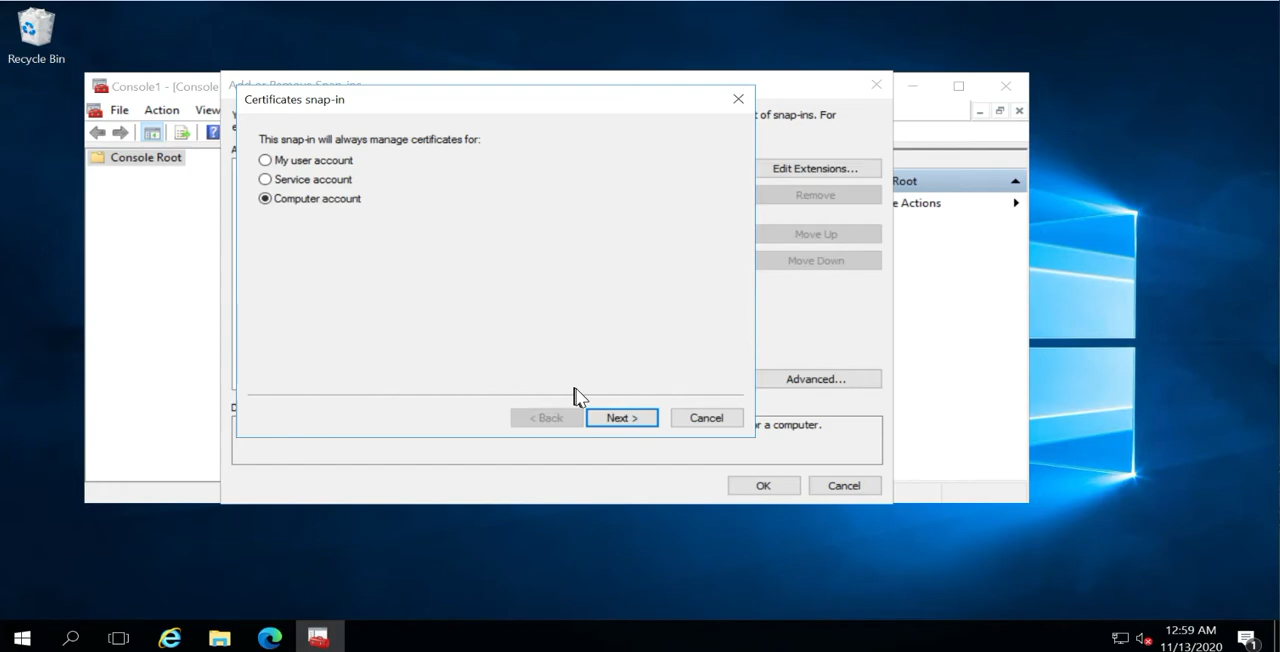 Recycle Bin
Console1 - [Console
Add or Remove Snap-ins
Certificates snap-in
File Action View
t of snap-ins. For
This snap-in will always manage certificates for:
My user account
Service account
Computer account
Console Root
Edit Extensions...
Remove
Move Up
Move Down
Advanced...
Root
e Actions
< Back Next > Cancel
r a computer.
OK Cancel
12:59 AM
11/13/2020
1